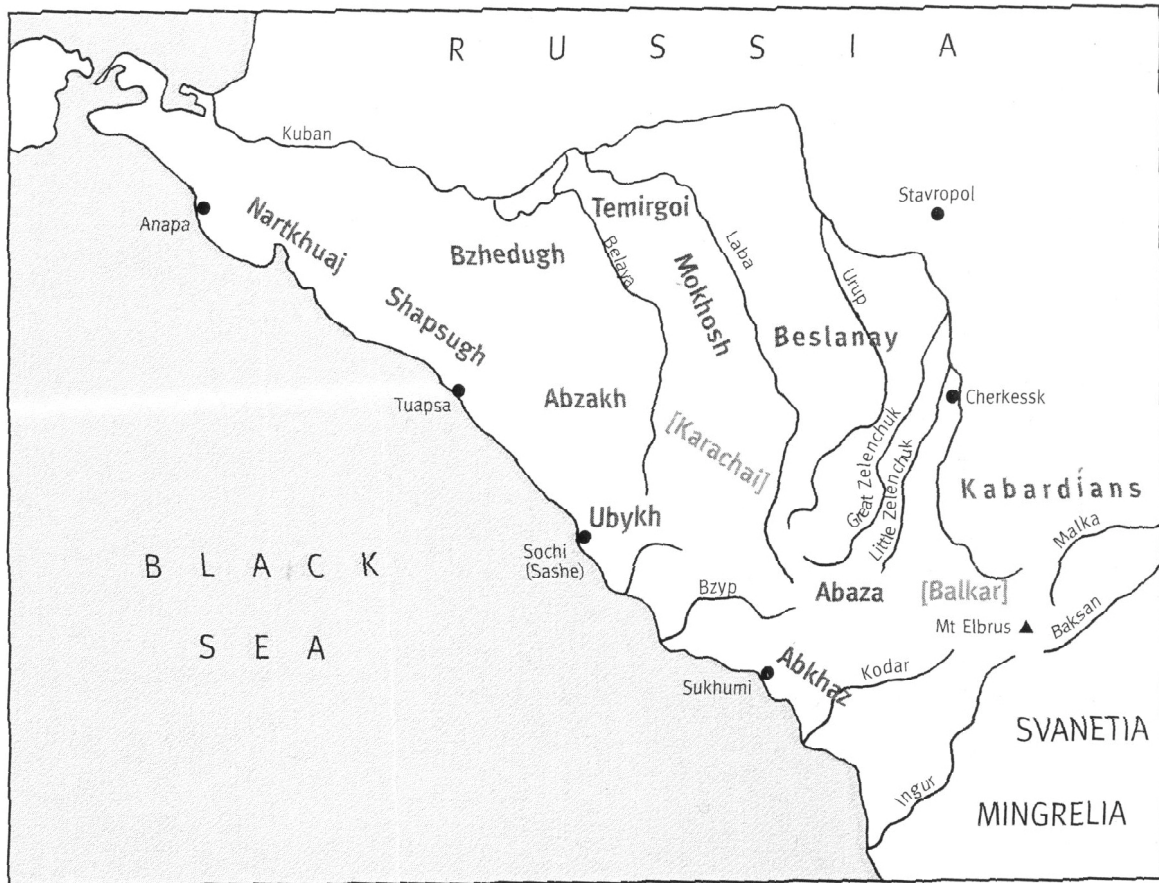 R U S S I A
Kuban
Stavropol
Anapa
Nartkhuaj
Temirgoi
Bzhedugh
Belaya
Laba
Urup
Mokhosh
Shapsugh
Beslanay
Tuapsa
Abzakh
Cherkessk
[Karachai]
Great Zelenchuk
Little Zelenchuk
Kabardíans
Ubykh
Malka
Sochi
(Sashe)
B L A C K
S E A
Bzyp
Abaza
[Balkar]
Mt Elbrus
Baksan
Abkhaz
Kodar
Sukhumi
SVANETIA
Ingur
MINGRELIA